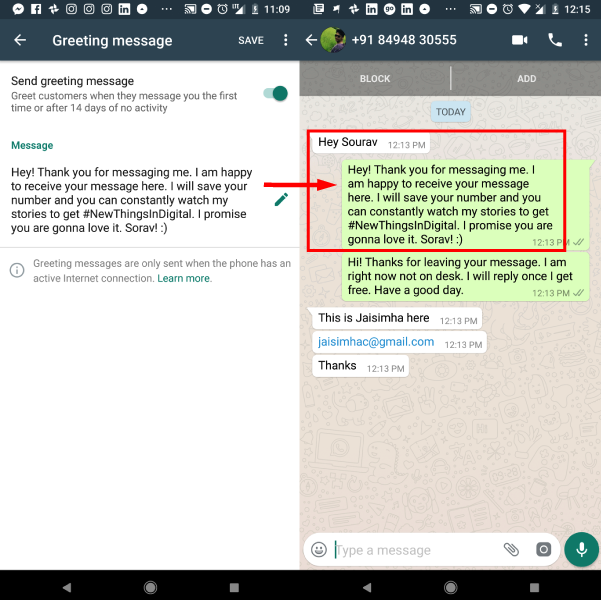 11:09
Greeting message
SAVE
Send greeting message
Greet customers when they message you the first
time or after 14 days of no activity
Message
Hey! Thank you for messaging me. I am happy
to receive your message here. I will save your
number and you can constantly watch my
stories to get #NewThingsInDigital. I promise
you are gonna love it. Sorav! :)
Greeting messages are only sent when the phone has an
active Internet connection. Learn more.
12:15
+91 84948 30555
BLOCK
ADD
TODAY
Hey Sourav 12:13 PM
Hey! Thank you for messaging me. I
am happy to receive your message
here. I will save your number and you
can constantly watch my stories to get
#NewThingsInDigital. I promise you are
gonna love it. Sorav! :)
12:13 PM
Hi! Thanks for leaving your message. I am
right now not on desk. I will reply once I get
free. Have a good day.
12:13 PM
This is Jaisimha here 12:13 PM
jaisimhac@gmail.com 12:13 PM
Thanks 12:13 PM
Type a message